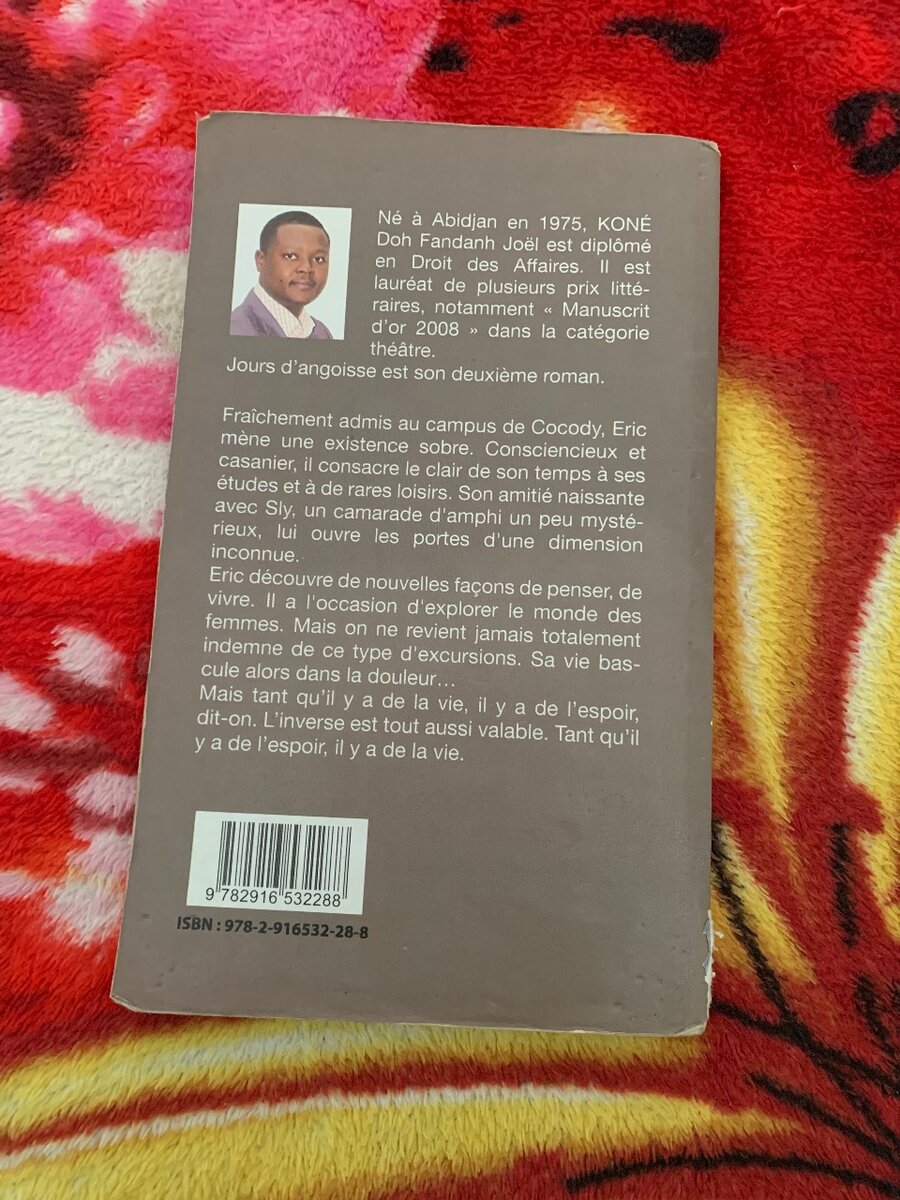 Né à Abidjan en 1975, KONÉ
Doh Fandanh Joël est diplômé
en Droit des Affaires. Il est
lauréat de plusieurs prix litté-
raires, notamment « Manuscrit
d'or 2008 » dans la catégorie
théâtre.
Jours d'angoisse est son deuxième roman.
Fraîchement admis au campus de Cocody, Eric
mène une existence sobre. Consciencieux et
casanier, il consacre le clair de son temps à ses
études et à de rares loisirs. Son amitié naissante
avec Sly, un camarade d'amphi un peu mysté-
rieux, lui ouvre les portes d'une dimension
inconnue.
Eric découvre de nouvelles façons de penser, de
vivre. Il a l'occasion d'explorer le monde des
femmes. Mais on ne revient jamais totalement
indemne de ce type d'excursions. Sa vie bas-
cule alors dans la douleur...
Mais tant qu'il y a de la vie, il y a de l'espoir,
dit-on. L'inverse est tout aussi valable. Tant qu'il
y a de l'espoir, il y a de la vie.
9 782916 532288
ISBN : 978-2-916532-28-8